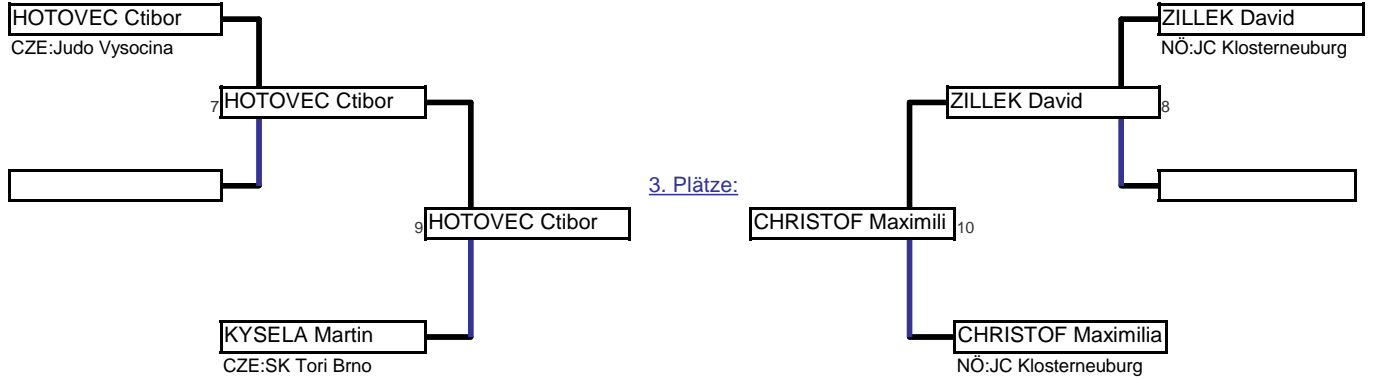 HOTOVEC Ctibor
CZE:Judo Vysocina
7 HOTOVEC Ctibor
3. Plätze:
9 HOTOVEC Ctibor
KYSELA Martin
CZE:SK Tori Brno
ZILLEK David
NÖ:JC Klosterneuburg
ZILLEK David 8
CHRISTOF Maximili 10
CHRISTOF Maximilia
NÖ:JC Klosterneuburg